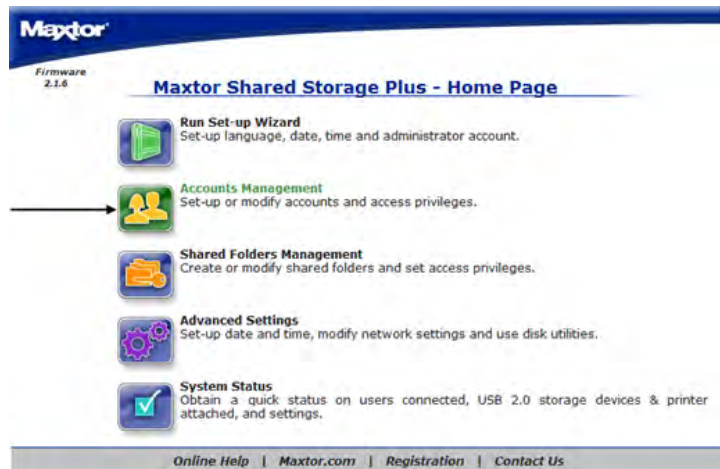 Maxtor
Firmware
2.1.6
Maxtor Shared Storage Plus - Home Page
Run Set-up Wizard
Set-up language, date, time and administrator account.
Accounts Management
Set-up or modify accounts and access privileges.
Shared Folders Management
Create or modify shared folders and set access privileges.
Advanced Settings
Set-up date and time, modify network settings and use disk utilities.
System Status
Obtain a quick status on users connected, USB 2.0 storage devices & printer
attached, and settings.
Online Help | Maxtor.com | Registration | Contact Us